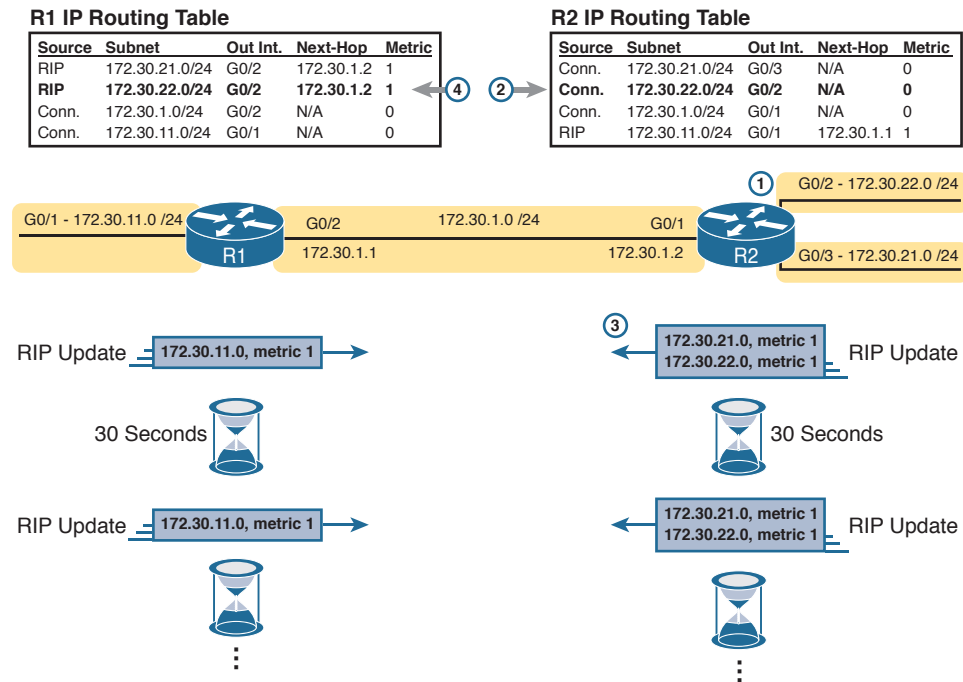 R1 IP Routing Table
Source Subnet Out Int. Next-Hop Metric
RIP 172.30.21.0/24 G0/2 172.30.1.2 1
RIP 172.30.22.0/24 G0/2 172.30.1.2 1
Conn. 172.30.1.0/24 G0/2 N/A 0
Conn. 172.30.11.0/24 G0/1 N/A 0
4
R2 IP Routing Table
Source Subnet Out Int. Next-Hop Metric
Conn. 172.30.21.0/24 G0/3 N/A 0
Conn. 172.30.22.0/24 G0/2 N/A 0
Conn. 172.30.1.0/24 G0/1 N/A 0
RIP 172.30.11.0/24 G0/1 172.30.1.1 1
2
1
G0/2 - 172.30.22.0 /24
G0/1 - 172.30.11.0 /24
G0/2 172.30.1.0 /24 G0/1
R1
172.30.1.1 172.30.1.2
R2
G0/3 - 172.30.21.0 /24
3
RIP Update 172.30.11.0, metric 1
172.30.21.0, metric 1
172.30.22.0, metric 1
RIP Update
30 Seconds
30 Seconds
RIP Update 172.30.11.0, metric 1
172.30.21.0, metric 1
172.30.22.0, metric 1
RIP Update